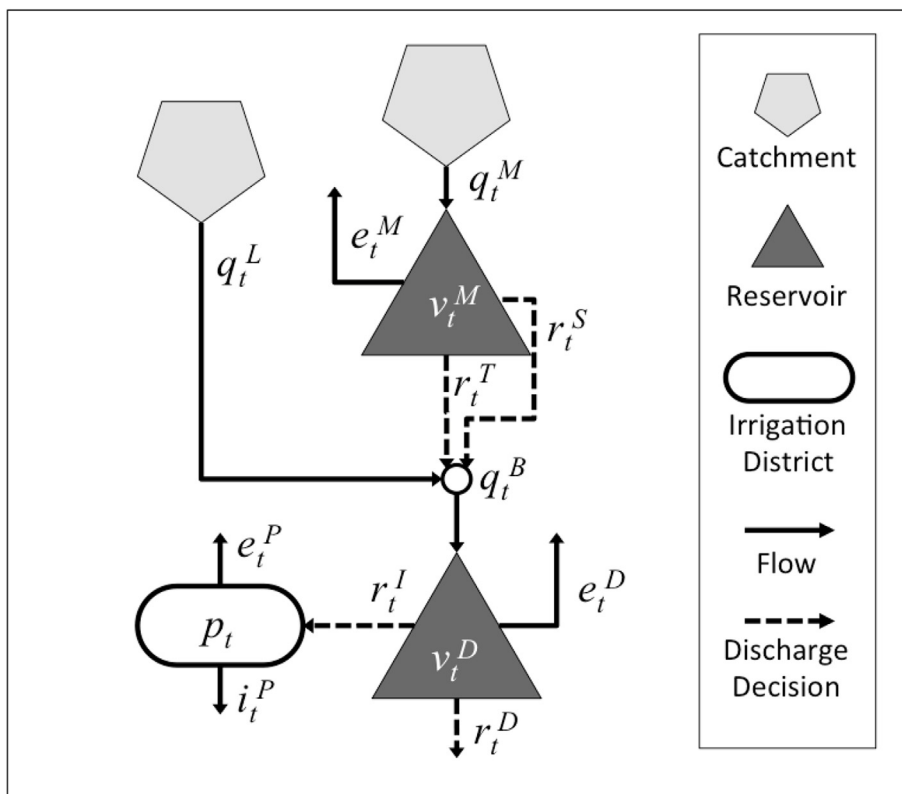 q_t^M
e_t^M
q_t^L
v_t^M
r_t^S
r_t^T
q_t^B
e_t^P
r_t^I
e_t^D
p_t
v_t^D
i_t^P
r_t^D
Catchment
Reservoir
Irrigation
District
Flow
Discharge
Decision